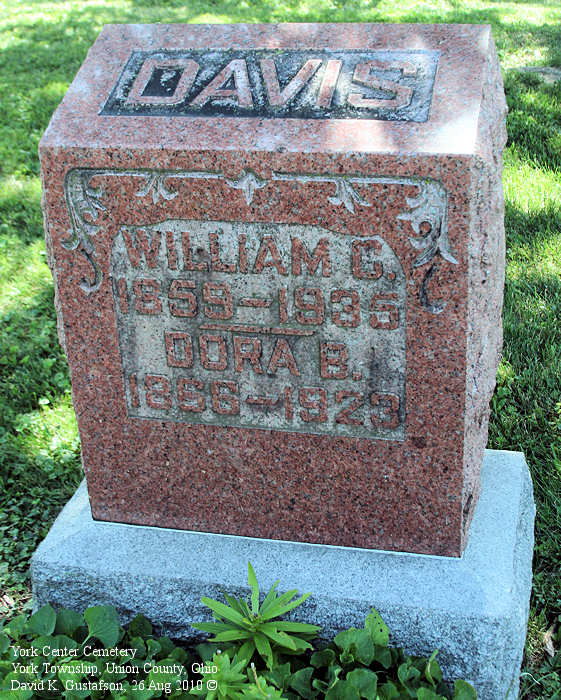 DAVIS
WILLIAM C.
1859-1935
DORA B.
1866-1923
York Center Cemetery
York Township, Union County, Ohio
David K. Gustafson, 26 Aug 2010 ©